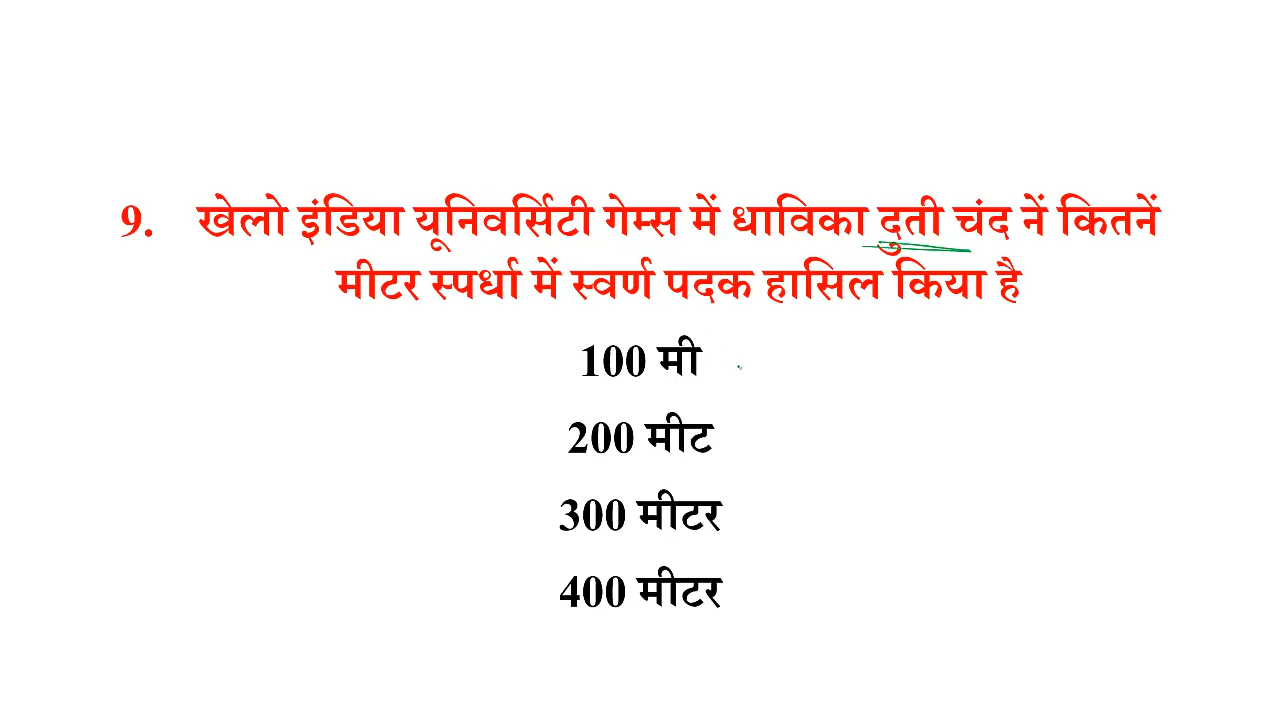 9. खेलो इंडिया यूनिवर्सिटी गेम्स में धाविका दुती चंद नें कितनें
मीटर स्पर्धा में स्वर्ण पदक हासिल किया है
100 मी
200 मीट
300 मीटर
400 मीटर